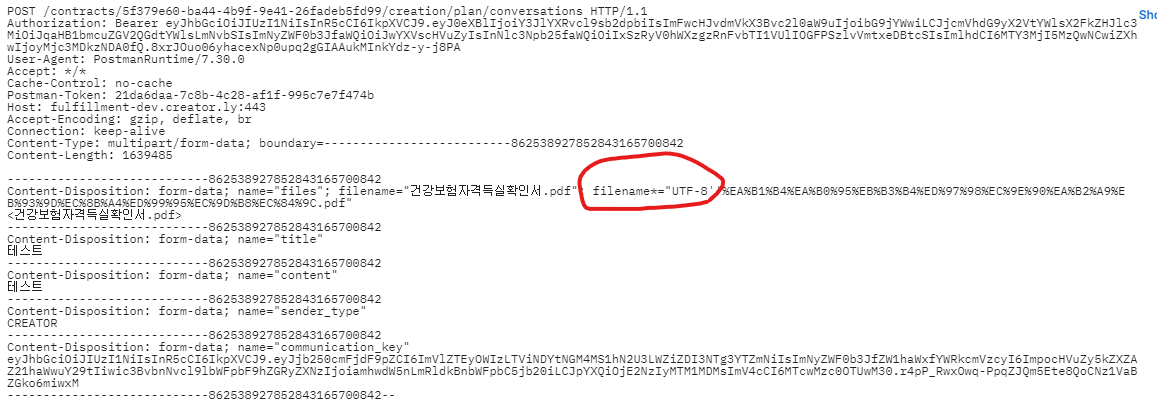 POST /contracts/5f379e60-ba44-4b9f-9e41-26fadeb5fd99/creation/plan/conversations HTTP/1.1
Sho
Authorization: Bearer eyJhbGciOiJIUzI1NiIsInR5cCI6IkpXVCJ9.eyJ0eXBlIjoiY3JlYXRvcl9sb2dpbiIsImFwcHJvdmVkX3Bvc2l0aW9uIjoibG9jYWwiLCJjcmVhdG9yX2VtYWlsX2FkZHJlc3
MiOiJqaHB1bmcuZGV2QGdtYWlsLmNvbSIsImNyZWF0b3JfaWQiOiJwYXVscHVuZyIsInNlc3Npb25faWQiOiIxSzRyV0hWXzgzRnFvbTI1VUlIOGFPSzlvVmtxeDBtcSIsImlhdCI6MTY3MjI5MzQwNCwiZXh
wIjoyMjc3MDkzNDA0fQ.8xrJOuo06yhacexNp0upq2gGIAAukMInkYdz-y-j8PA
User-Agent: PostmanRuntime/7.30.0
Accept: */*
Cache-Control: no-cache
Postman-Token: 21da6daa-7c8b-4c28-af1f-995c7e7f474b
Host: fulfillment-dev.creator.ly:443
Accept-Encoding: gzip, deflate, br
Connection: keep-alive
Content-Type: multipart/form-data; boundary=--------------------------862538927852843165700842
Content-Length: 1639485
----------------------------862538927852843165700842
Content-Disposition: form-data; name="files"; filename="건강보험자격득실확인서.pdf"; filename*="UTF-8''%EA%B1%B4%EA%B0%95%EB%B3%B4%ED%97%98%EC%9E%90%EA%B2%A9%E
B%93%9D%EC%8B%A4%ED%99%95%EC%9D%B8%EC%84%9C.pdf"
<건강보험자격득실확인서.pdf>
----------------------------862538927852843165700842
Content-Disposition: form-data; name="title"
테스트
----------------------------862538927852843165700842
Content-Disposition: form-data; name="content"
테스트
----------------------------862538927852843165700842
Content-Disposition: form-data; name="sender_type"
CREATOR
----------------------------862538927852843165700842
Content-Disposition: form-data; name="communication_key"
eyJhbGciOiJIUzI1NiIsInR5cCI6IkpXVCJ9.eyJjb250cmFjdF9pZCI6ImVlZTEyOWIzLTViNDYtNGM4MS1hN2U3LWZiZDI3NTg3YTZmNiIsImNyZWF0b3JfZW1haWxfYWRkcmVzcyI6ImpocHVuZy5kZXZA
Z21haWwuY29tIiwic3BvbnNvcl9lbWFpbF9hZGRyZXNzIjoiamhwdW5nLmRldkBnbWFpbC5jb20iLCJpYXQiOjE2NzIyMTM1MDMsImV4cCI6MTcwMzc0OTUwM30.r4pP_RwxOwq-PpqZJQm5Ete8QoCNz1VaB
ZGko6miwxM
----------------------------862538927852843165700842--